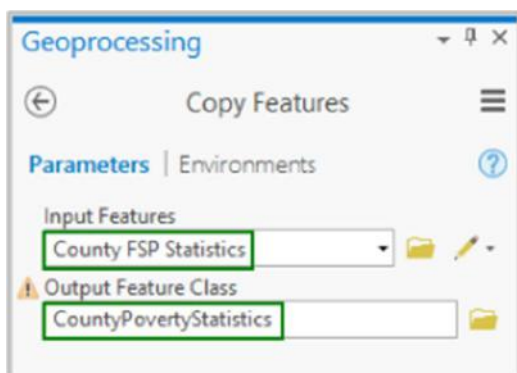 Geoprocessing
Copy Features
Parameters | Environments
Input Features
County FSP Statistics
Output Feature Class
CountyPovertyStatistics